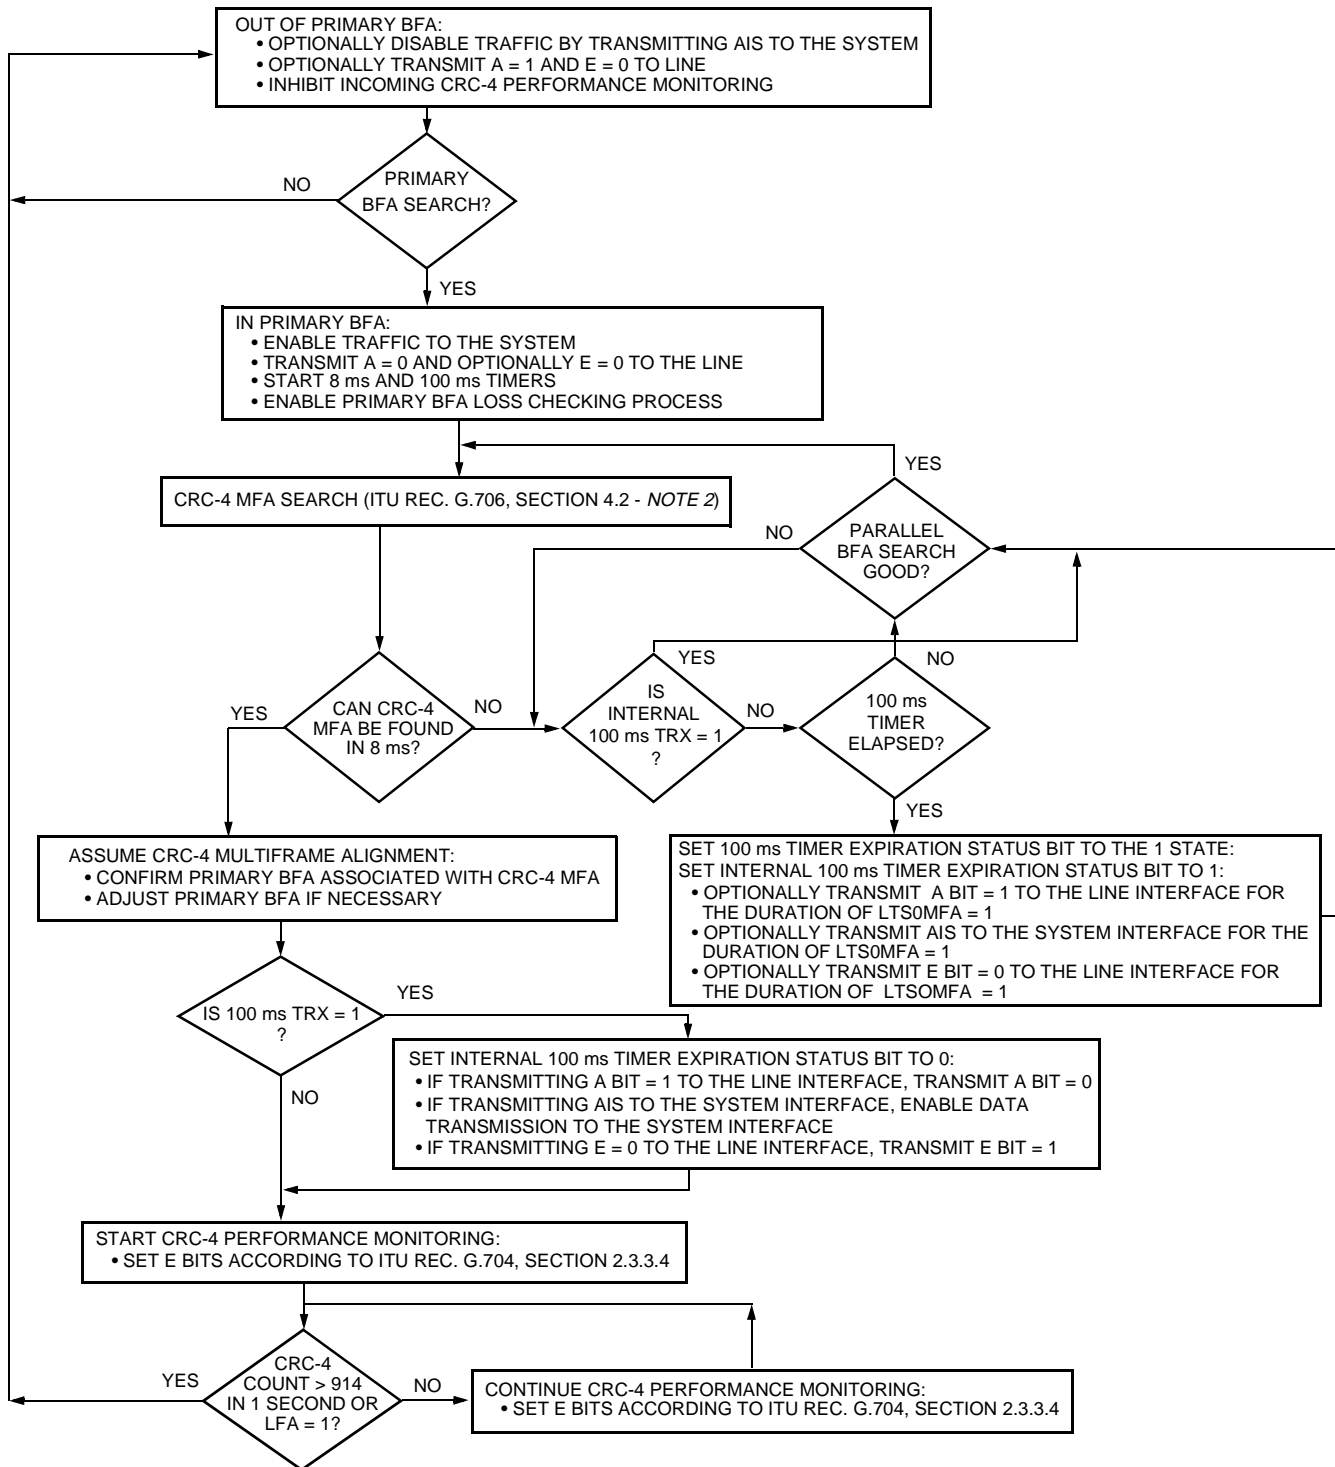 OUT OF PRIMARY BFA:
• OPTIONALLY DISABLE TRAFFIC BY TRANSMITTING AIS TO THE SYSTEM
• OPTIONALLY TRANSMIT A = 1 AND E = 0 TO LINE
• INHIBIT INCOMING CRC-4 PERFORMANCE MONITORING
NO
PRIMARY
BFA SEARCH?
YES
IN PRIMARY BFA:
• ENABLE TRAFFIC TO THE SYSTEM
• TRANSMIT A = 0 AND OPTIONALLY E = 0 TO THE LINE
• START 8 ms AND 100 ms TIMERS
• ENABLE PRIMARY BFA LOSS CHECKING PROCESS
YES
CRC-4 MFA SEARCH (ITU REC. G.706, SECTION 4.2 - NOTE 2)
NO
PARALLEL
BFA SEARCH
GOOD?
YES
NO
YES
CAN CRC-4
MFA BE FOUND
IN 8 ms?
NO
IS
INTERNAL
100 ms TRX = 1
?
NO
100 ms
TIMER
ELAPSED?
YES
ASSUME CRC-4 MULTIFRAME ALIGNMENT:
• CONFIRM PRIMARY BFA ASSOCIATED WITH CRC-4 MFA
• ADJUST PRIMARY BFA IF NECESSARY
SET 100 ms TIMER EXPIRATION STATUS BIT TO THE 1 STATE:
SET INTERNAL 100 ms TIMER EXPIRATION STATUS BIT TO 1:
• OPTIONALLY TRANSMIT A BIT = 1 TO THE LINE INTERFACE FOR
THE DURATION OF LTS0MFA = 1
• OPTIONALLY TRANSMIT AIS TO THE SYSTEM INTERFACE FOR THE
DURATION OF LTS0MFA = 1
• OPTIONALLY TRANSMIT E BIT = 0 TO THE LINE INTERFACE FOR
THE DURATION OF LTSOMFA = 1
IS 100 ms TRX = 1
?
YES
NO
SET INTERNAL 100 ms TIMER EXPIRATION STATUS BIT TO 0:
• IF TRANSMITTING A BIT = 1 TO THE LINE INTERFACE, TRANSMIT A BIT = 0
• IF TRANSMITTING AIS TO THE SYSTEM INTERFACE, ENABLE DATA
TRANSMISSION TO THE SYSTEM INTERFACE
• IF TRANSMITTING E = 0 TO THE LINE INTERFACE, TRANSMIT E BIT = 1
START CRC-4 PERFORMANCE MONITORING:
• SET E BITS ACCORDING TO ITU REC. G.704, SECTION 2.3.3.4
YES
CRC-4
COUNT > 914
IN 1 SECOND OR
LFA = 1?
NO
CONTINUE CRC-4 PERFORMANCE MONITORING:
• SET E BITS ACCORDING TO ITU REC. G.704, SECTION 2.3.3.4